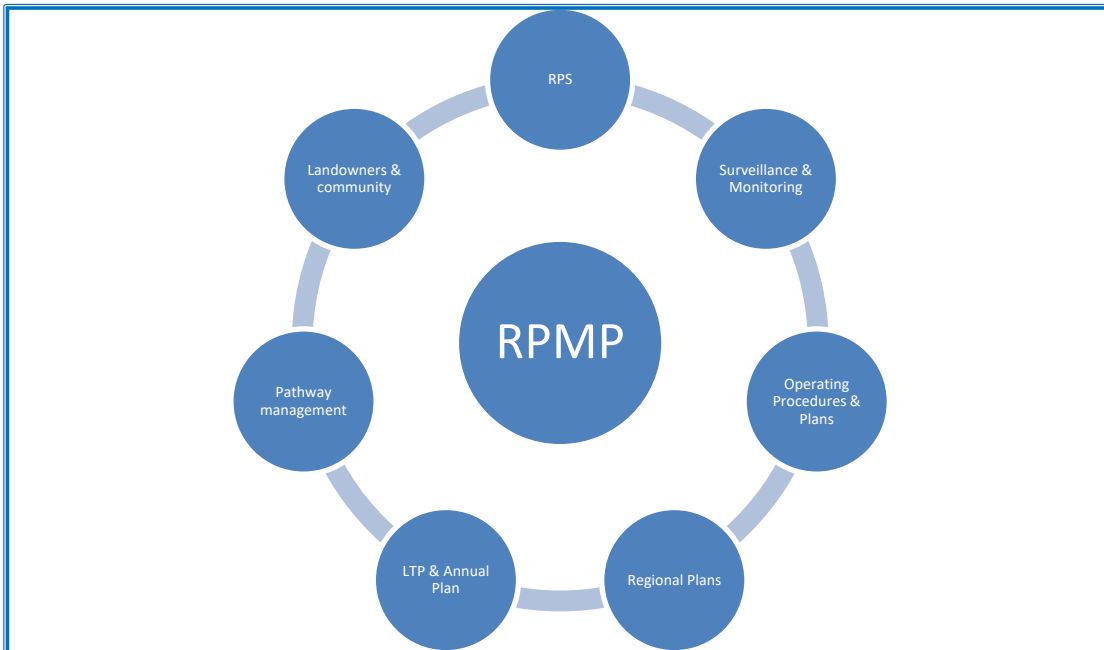 RPS
Surveillance &
Monitoring
Operating
Procedures &
Plans
Regional Plans
LTP & Annual
Plan
Pathway
management
Landowners &
community
RPMP